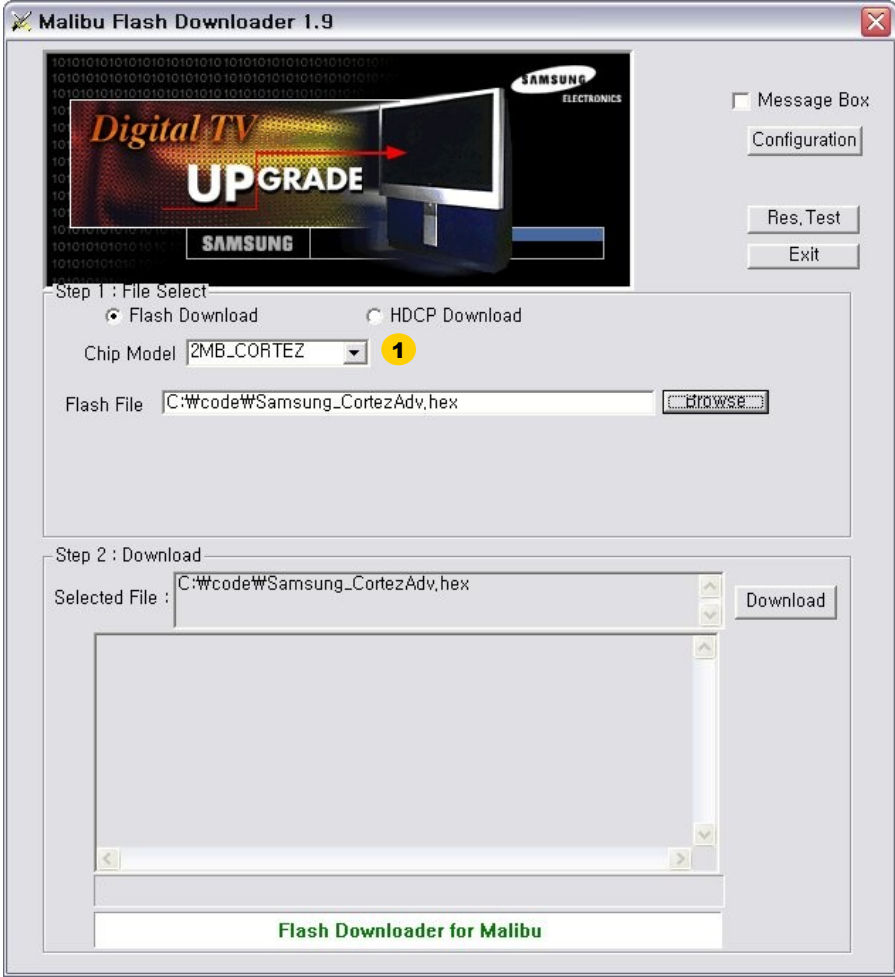 Malibu Flash Downloader 1.9
SAMSUNG
ELECTRONICS
Digital TV
UPGRADE
SAMSUNG
Message Box
Configuration
Res, Test
Exit
Step 1 : File Select
Flash Download
HDCP Download
Chip Model 2MB_CORTEZ 1
Flash File C:₩code₩Samsung_CortezAdv,hex Browse
Step 2 : Download
Selected File : C:₩code₩Samsung_CortezAdv,hex
Download
Flash Downloader for Malibu